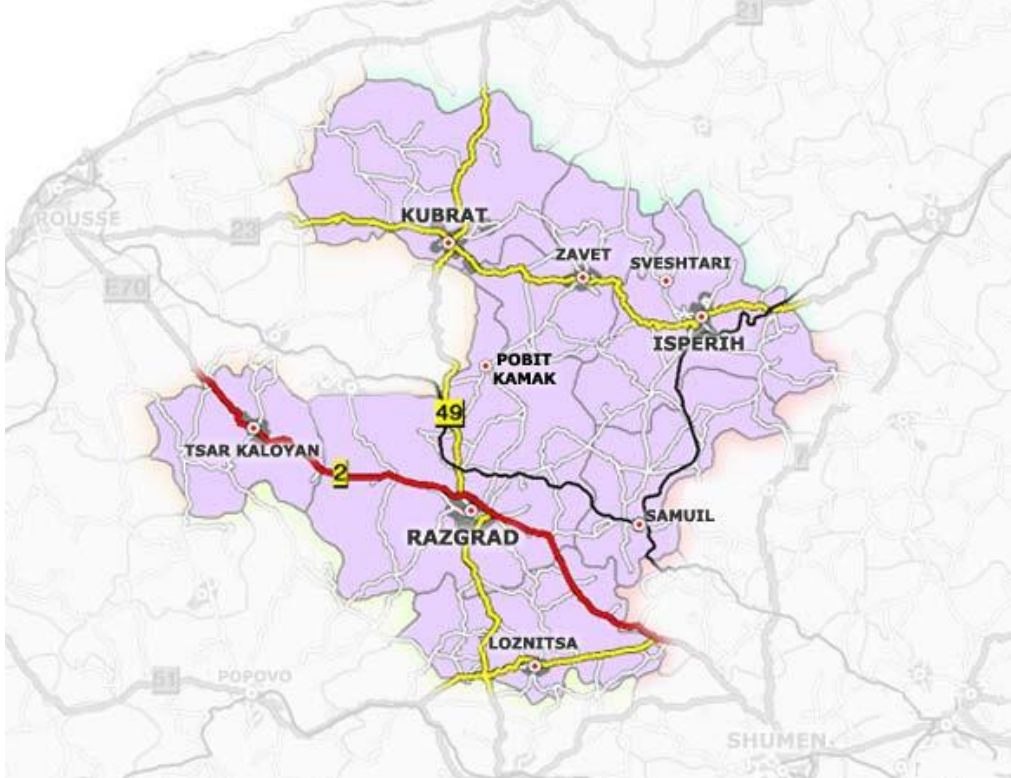 21
ROUSSE
23
KUBRAT
ZAVET
SVESHTARI
E70
ISPERIH
POBIT
KAMAK
49
TSAR KALOYAN
2
7
SAMUIL
RAZGRAD
LOZNITSA
51
POPOVO
SHUMEN